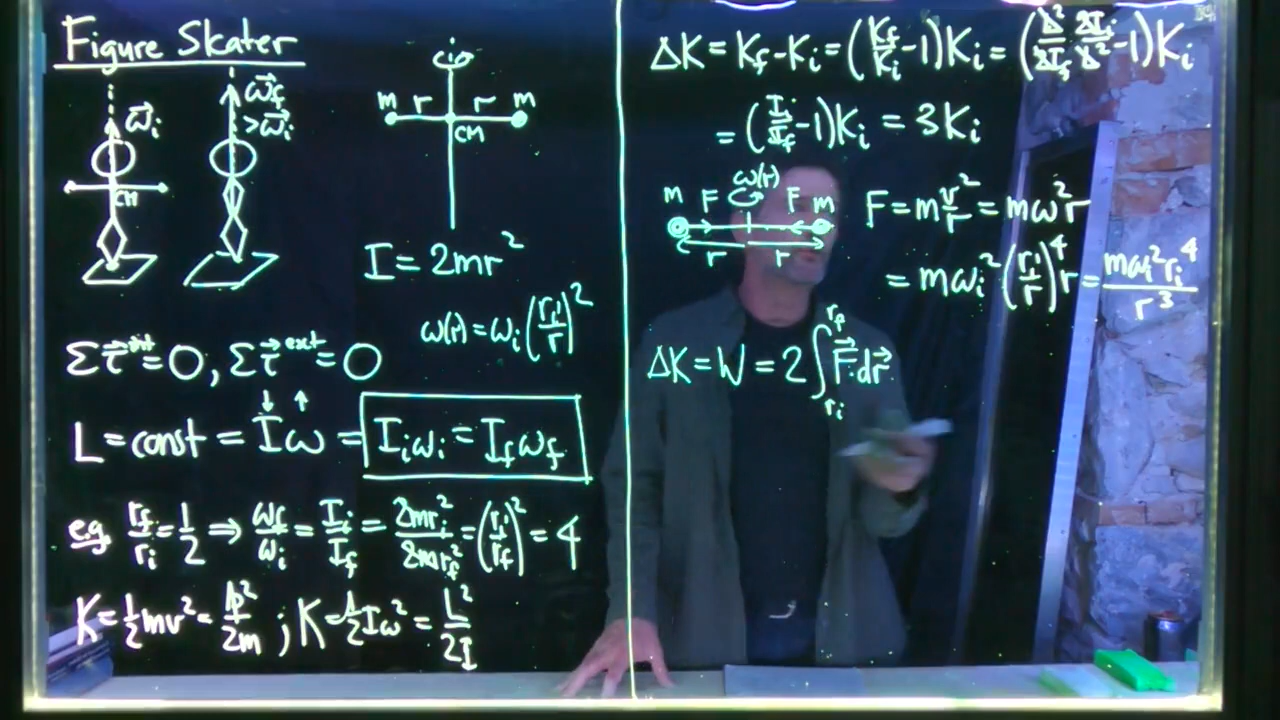 Figure Skater
ω⃗i
ω⃗f
>ω⃗i
CM
m r r m
CM
I = 2mr²
ω(r) = ωi(ri/r)²
Στ⃗^int = 0, Στ⃗^ext = 0
↓ ↑
L = const = Iω = Iiωi = Ifωf
e.g. rf/ri = 1/2 ⇒ ωf/ωi = Ii/If = 2mri²/2mrf² = (ri/rf)² = 4
K = ½mv² = p²/2m ; K = ½Iω² = L²/2I
ΔK = Kf - Ki = (Kf/Ki - 1)Ki = (L²/2If 2Ii/L² - 1)Ki
= (Ii/If - 1)Ki = 3Ki
ω(r)
m F F m
r r
F = m v²/r = mω²r
= mωi²(ri/r)⁴r = mωi²ri⁴/r³
ΔK = W = 2∫ri^rf F⃗·dr⃗